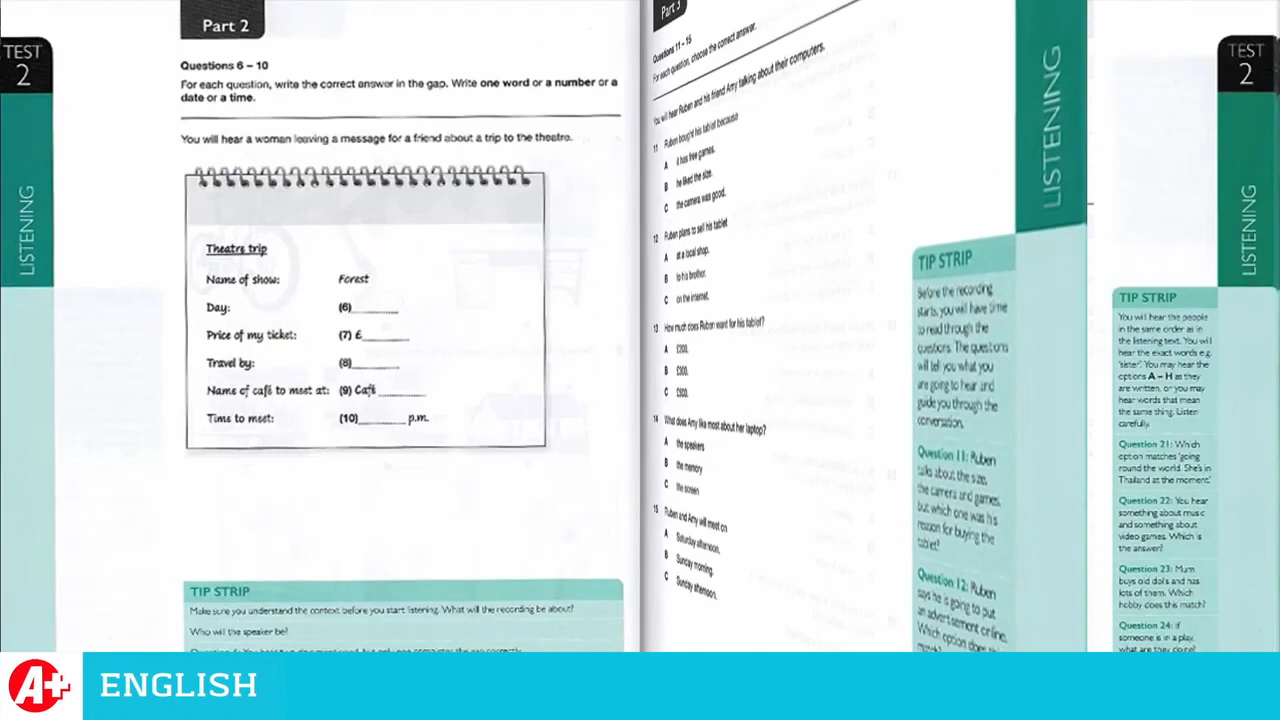 TEST
2
LISTENING
Part 2
Questions 6 – 10
For each question, write the correct answer in the gap. Write one word or a number or a
date or a time.
You will hear a woman leaving a message for a friend about a trip to the theatre.
Theatre trip
Name of show: Forest
Day: (6)________
Price of my ticket: (7) £________
Travel by: (8)________
Name of café to meet at: (9) Café ________
Time to meet: (10)________ p.m.
TIP STRIP
Make sure you understand the context before you start listening. What will the recording be about?
Who will the speaker be?
Part 3
Questions 11 – 15
For each question, choose the correct answer.
You will hear Ruben and his friend Amy talking about their computers.
11 Ruben bought his tablet because
A it has free games.
B he liked the size.
C the camera was good.
12 Ruben plans to sell his tablet
A at a local shop.
B to his brother.
C on the internet.
13 How much does Ruben want for his tablet?
A £200.
B £300.
C £500.
14 What does Amy like most about her laptop?
A the speakers
B the memory
C the screen
15 Ruben and Amy will meet on
A Saturday afternoon.
B Sunday morning.
C Sunday afternoon.
LISTENING
TIP STRIP
Before the recording
starts, you will have time
to read through the
questions. The questions
will tell you what you
are going to hear and
guide you through the
conversation.
Question 11: Ruben
talks about the size,
the camera and games,
but which one was his
reason for buying the
tablet?
Question 12: Ruben
says he is going to put
an advertisement online.
Which option does this
TEST
2
LISTENING
TIP STRIP
You will hear the people
in the same order as in
the listening text. You will
hear the exact words e.g.
'sister'. You may hear the
options A – H as they
are written, or you may
hear words that mean
the same thing. Listen
carefully.
Question 21: Which
option matches 'going
round the world. She's in
Thailand at the moment.'
Question 22: You hear
something about music
and something about
video games. Which is
the answer?
Question 23: Mum
buys old dolls and has
lots of them. Which
hobby does this match?
Question 24: If
someone is in a play,
what are they doing?
A+ ENGLISH